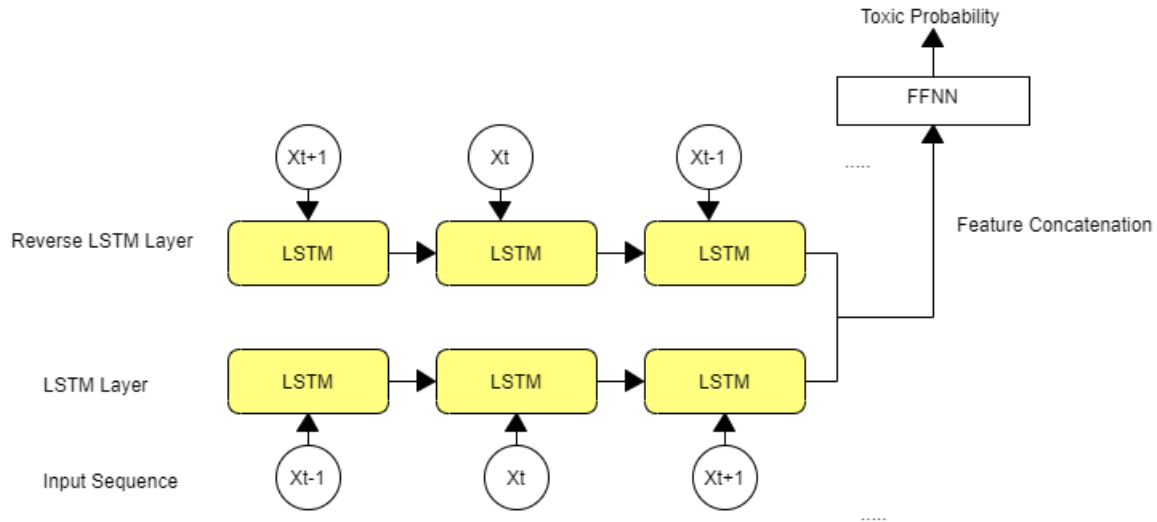 Toxic Probability
FFNN
Xt+1
Xt
Xt-1
.....
Feature Concatenation
Reverse LSTM Layer
LSTM
LSTM
LSTM
LSTM Layer
LSTM
LSTM
LSTM
Input Sequence
Xt-1
Xt
Xt+1
.....